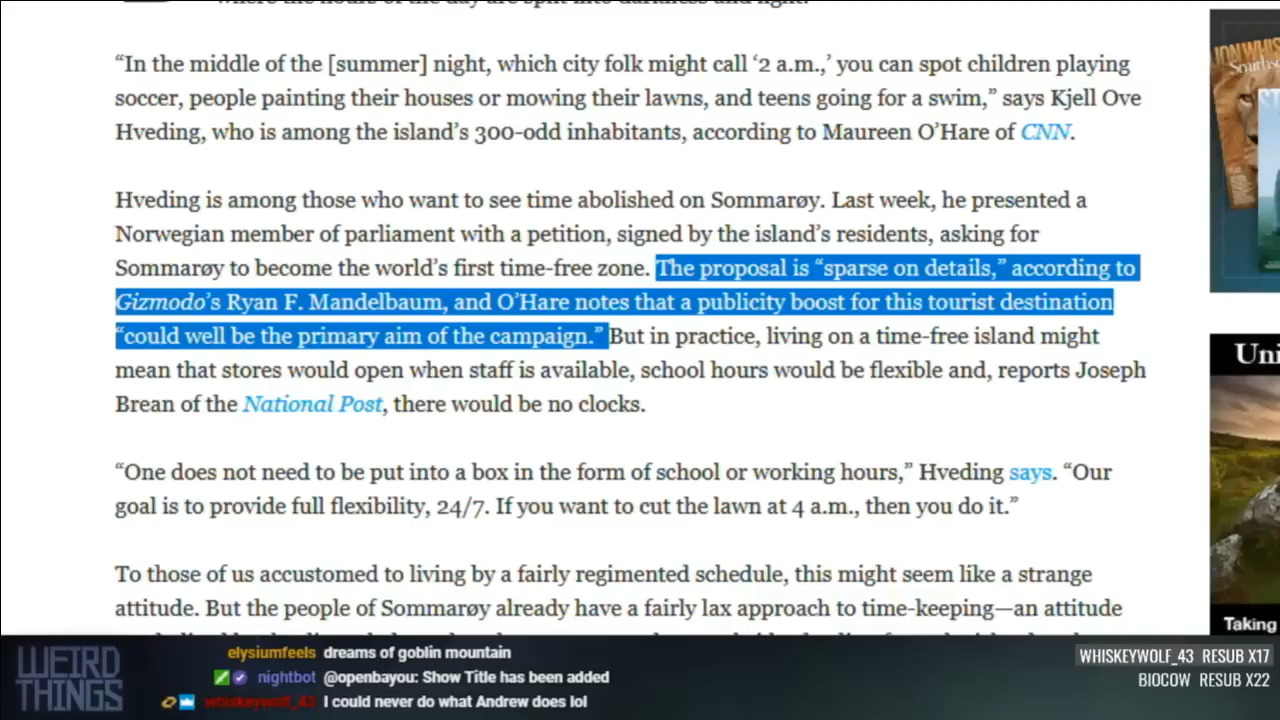 “In the middle of the [summer] night, which city folk might call ‘2 a.m.,’ you can spot children playing
soccer, people painting their houses or mowing their lawns, and teens going for a swim,” says Kjell Ove
Hveding, who is among the island’s 300-odd inhabitants, according to Maureen O’Hare of CNN.
Hveding is among those who want to see time abolished on Sommarøy. Last week, he presented a
Norwegian member of parliament with a petition, signed by the island’s residents, asking for
Sommarøy to become the world’s first time-free zone. The proposal is “sparse on details,” according to
Gizmodo’s Ryan F. Mandelbaum, and O’Hare notes that a publicity boost for this tourist destination
“could well be the primary aim of the campaign.” But in practice, living on a time-free island might
mean that stores would open when staff is available, school hours would be flexible and, reports Joseph
Brean of the National Post, there would be no clocks.
“One does not need to be put into a box in the form of school or working hours,” Hveding says. “Our
goal is to provide full flexibility, 24/7. If you want to cut the lawn at 4 a.m., then you do it.”
To those of us accustomed to living by a fairly regimented schedule, this might seem like a strange
attitude. But the people of Sommarøy already have a fairly lax approach to time-keeping—an attitude
Uni
Taking
WEIRD
THINGS
elysiumfeels dreams of goblin mountain
nightbot @openbayou: Show Title has been added
whiskeywolf_43 I could never do what Andrew does lol
WHISKEYWOLF_43 RESUB X17
BIOCOW RESUB X22